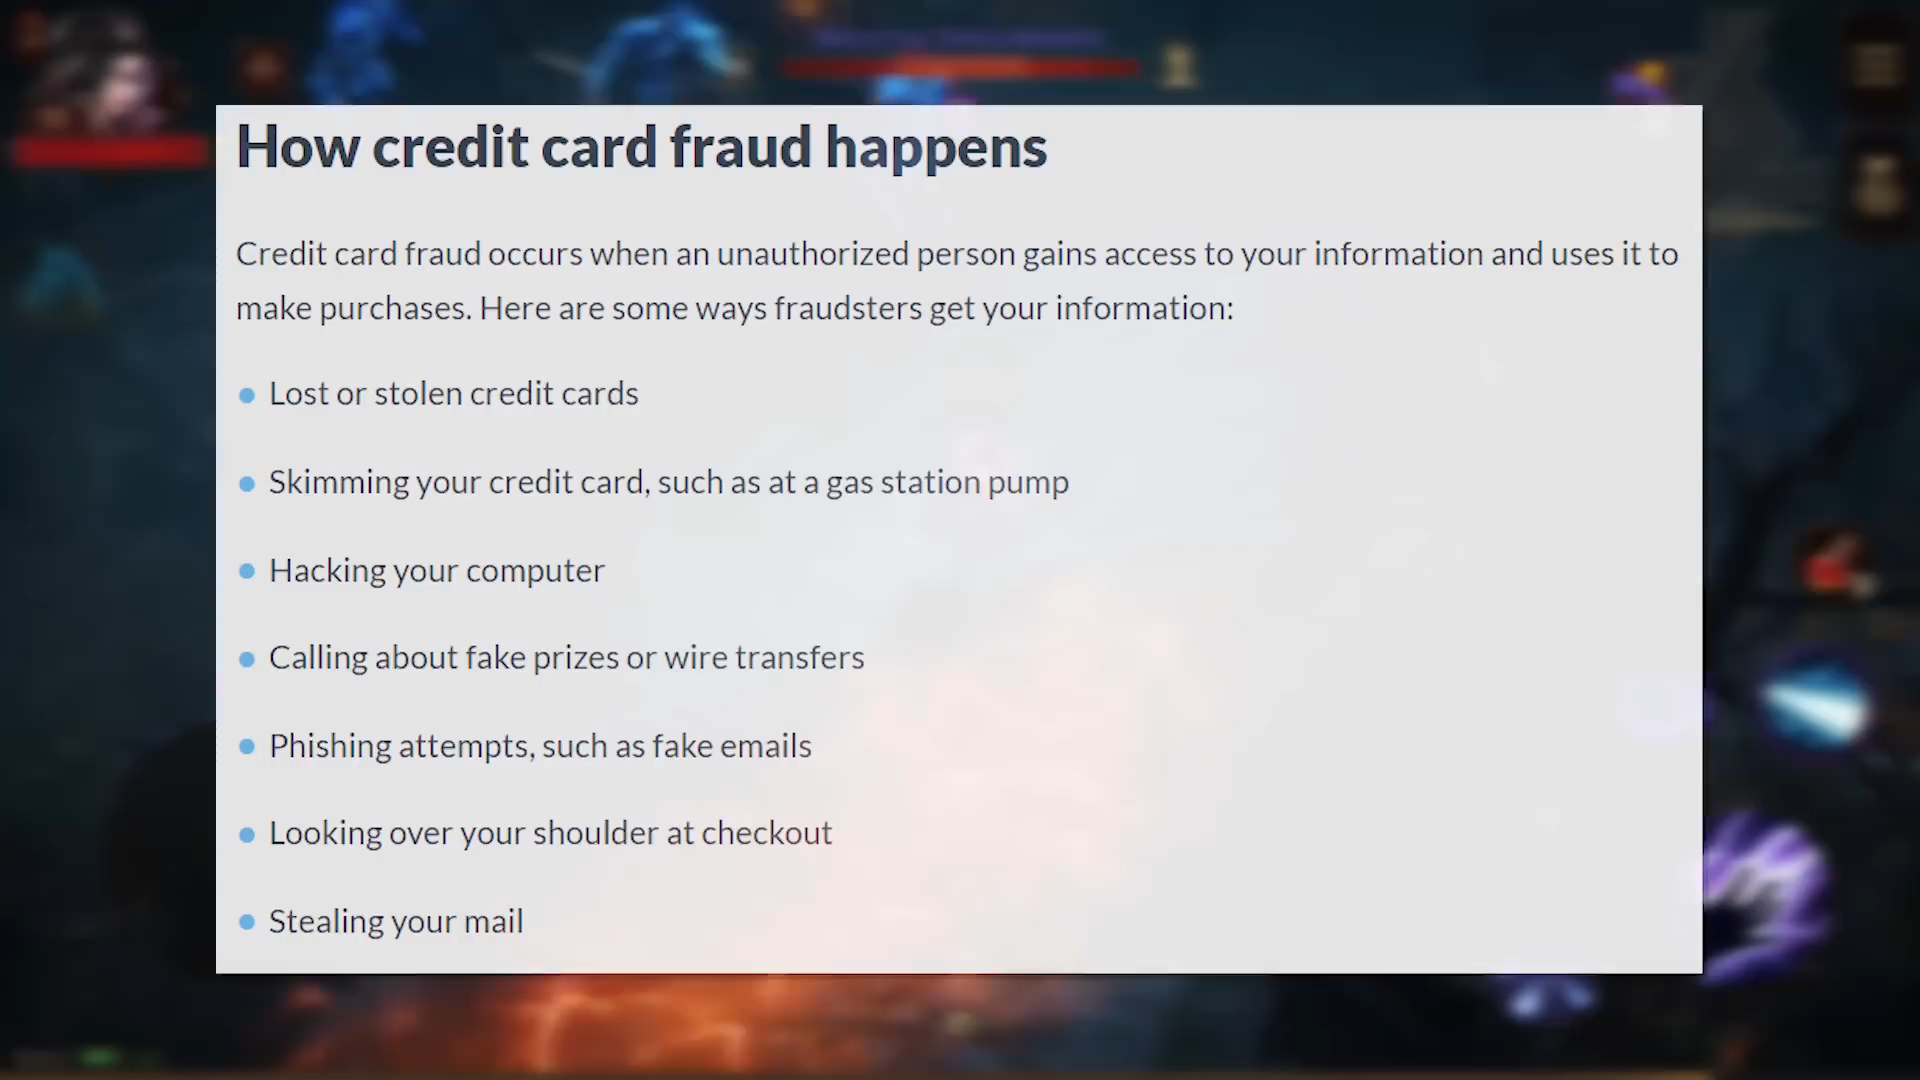 How credit card fraud happens
Credit card fraud occurs when an unauthorized person gains access to your information and uses it to
make purchases. Here are some ways fraudsters get your information:
Lost or stolen credit cards
Skimming your credit card, such as at a gas station pump
Hacking your computer
Calling about fake prizes or wire transfers
Phishing attempts, such as fake emails
Looking over your shoulder at checkout
Stealing your mail